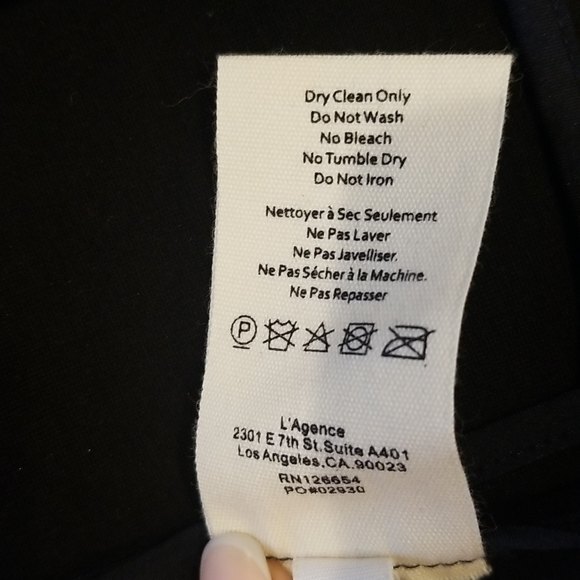 Dry Clean Only
Do Not Wash
No Bleach
No Tumble Dry
Do Not Iron
Nettoyer à Sec Seulement
Ne Pas Laver
Ne Pas Javelliser.
Ne Pas Sécher à la Machine.
Ne Pas Repasser
P
L'Agence
2301 E 7th St. Suite A401
Los Angeles, CA. 90023
RN126654
PO#02930